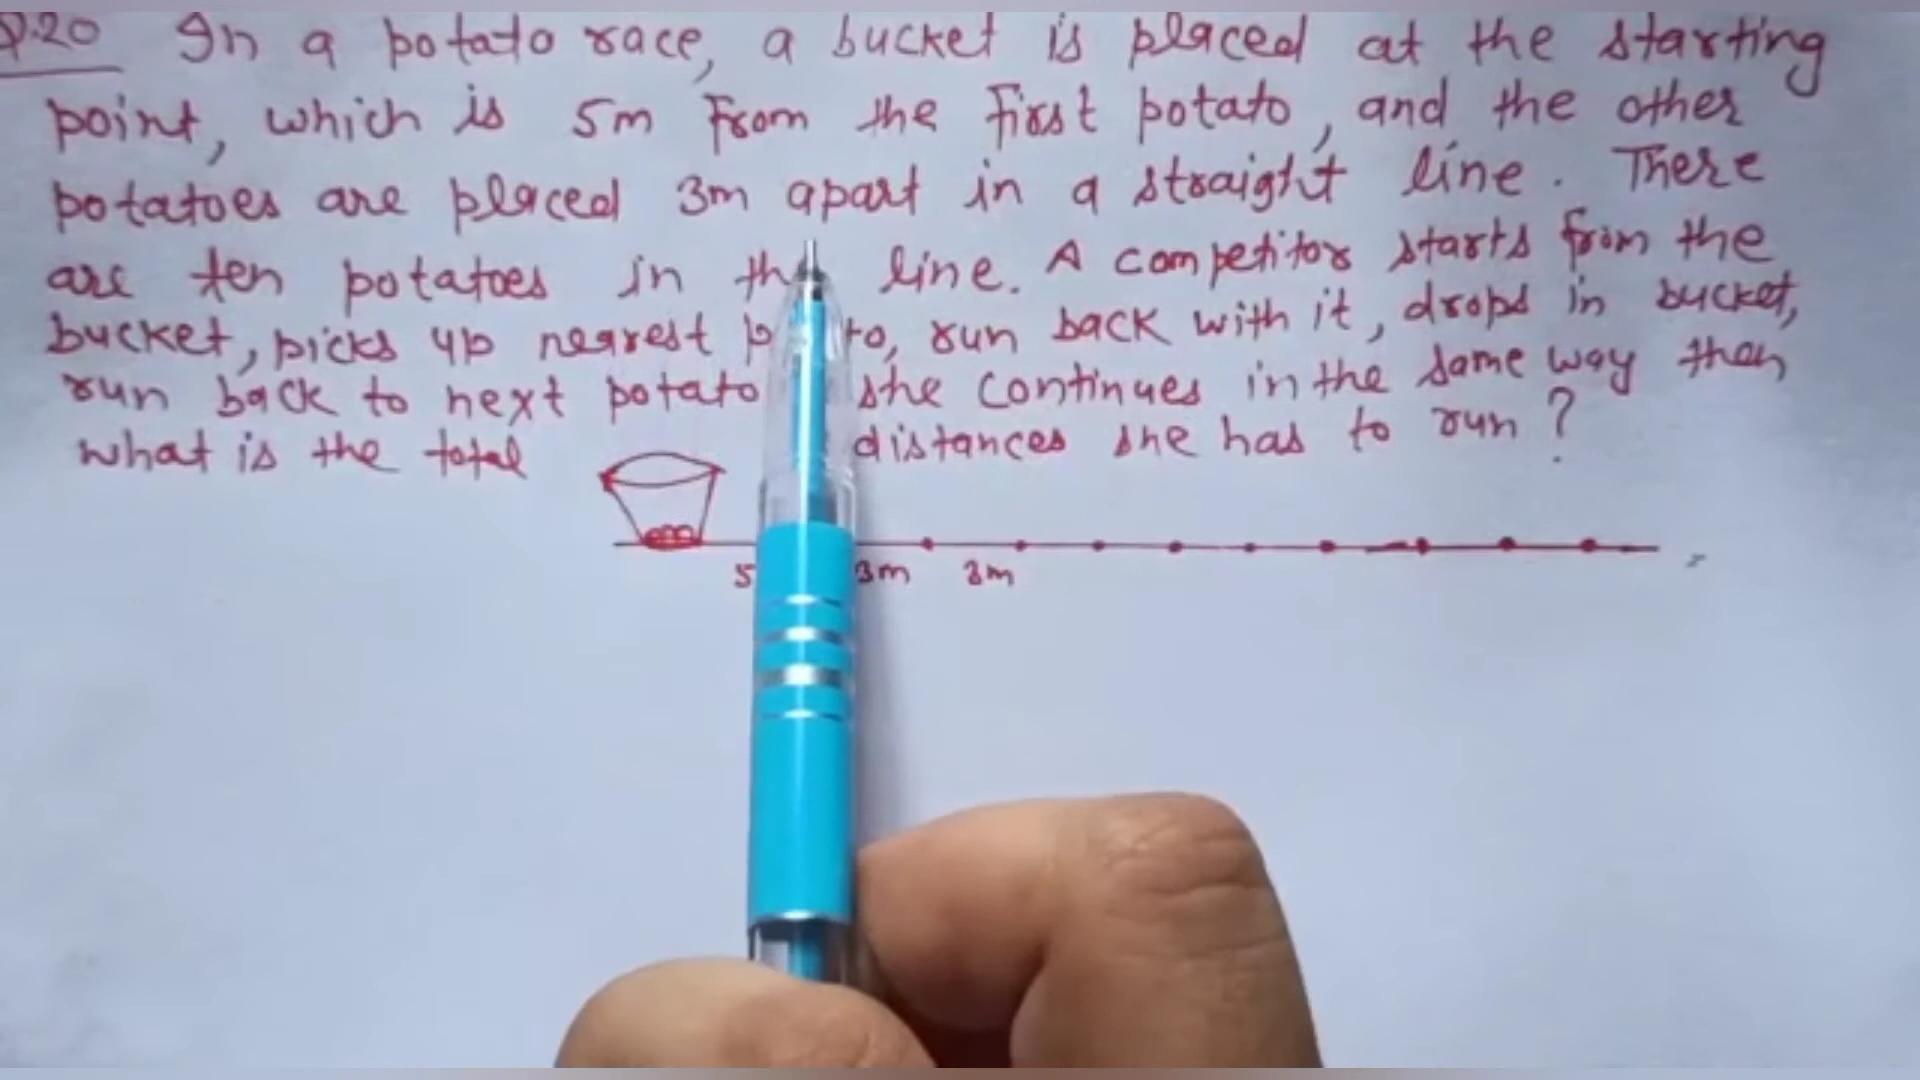 Q.20 In a potato race, a bucket is placed at the starting
point, which is 5m from the first potato, and the other
potatoes are placed 3m apart in a straight line. There
are ten potatoes in line. A competitor starts from the
bucket, picks up nearest run back with it, drops in bucket,
run back to next potato she continues in the same way then
what is the total distances she has to run?
5 3m 3m